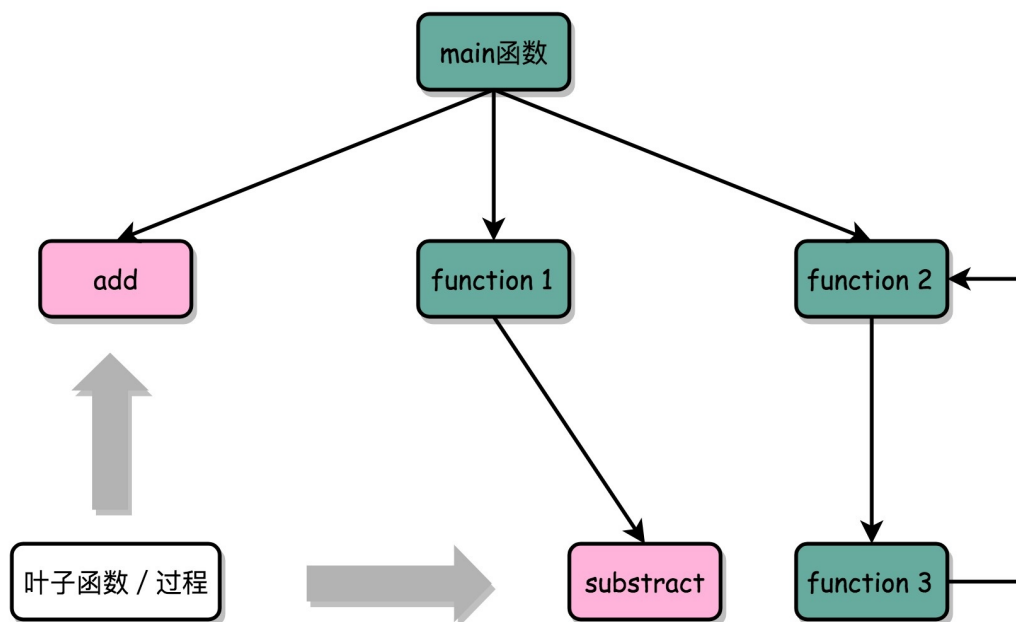 main函数
add
function 1
function 2
叶子函数 / 过程
substract
function 3